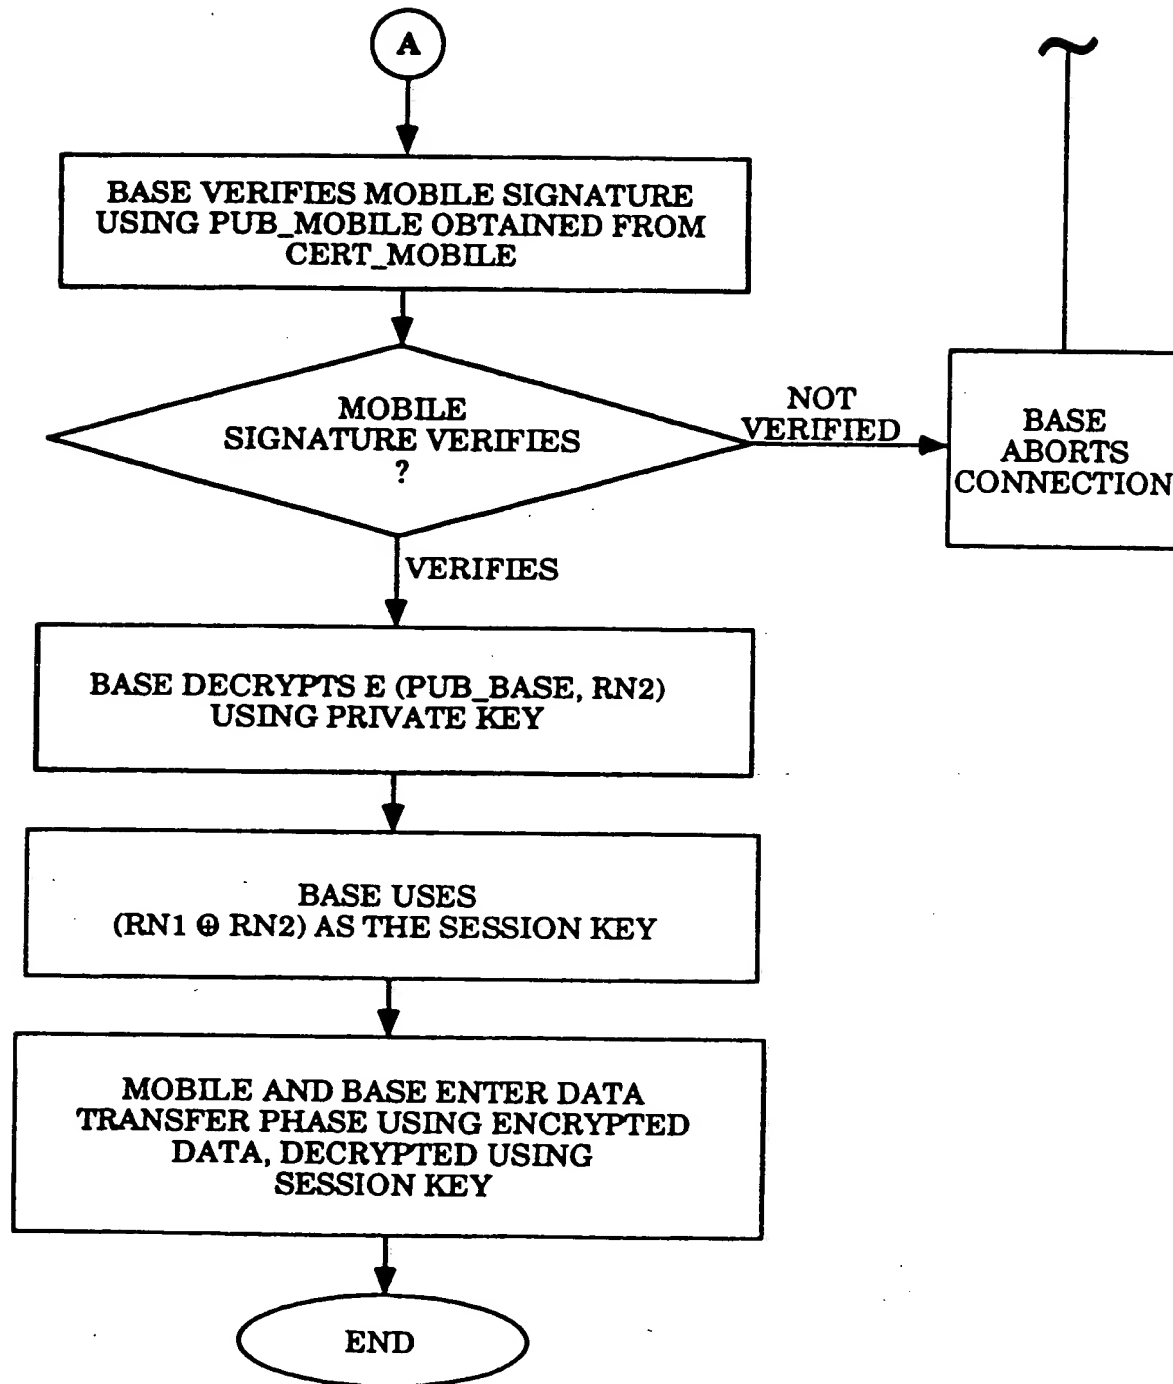 A
BASE VERIFIES MOBILE SIGNATURE
USING PUB_MOBILE OBTAINED FROM
CERT_MOBILE
MOBILE
SIGNATURE VERIFIES
?
NOT
VERIFIED
BASE
ABORTS
CONNECTION
VERIFIES
BASE DECRYPTS E (PUB_BASE, RN2)
USING PRIVATE KEY
BASE USES
(RN1 ⊕ RN2) AS THE SESSION KEY
MOBILE AND BASE ENTER DATA
TRANSFER PHASE USING ENCRYPTED
DATA, DECRYPTED USING
SESSION KEY
END